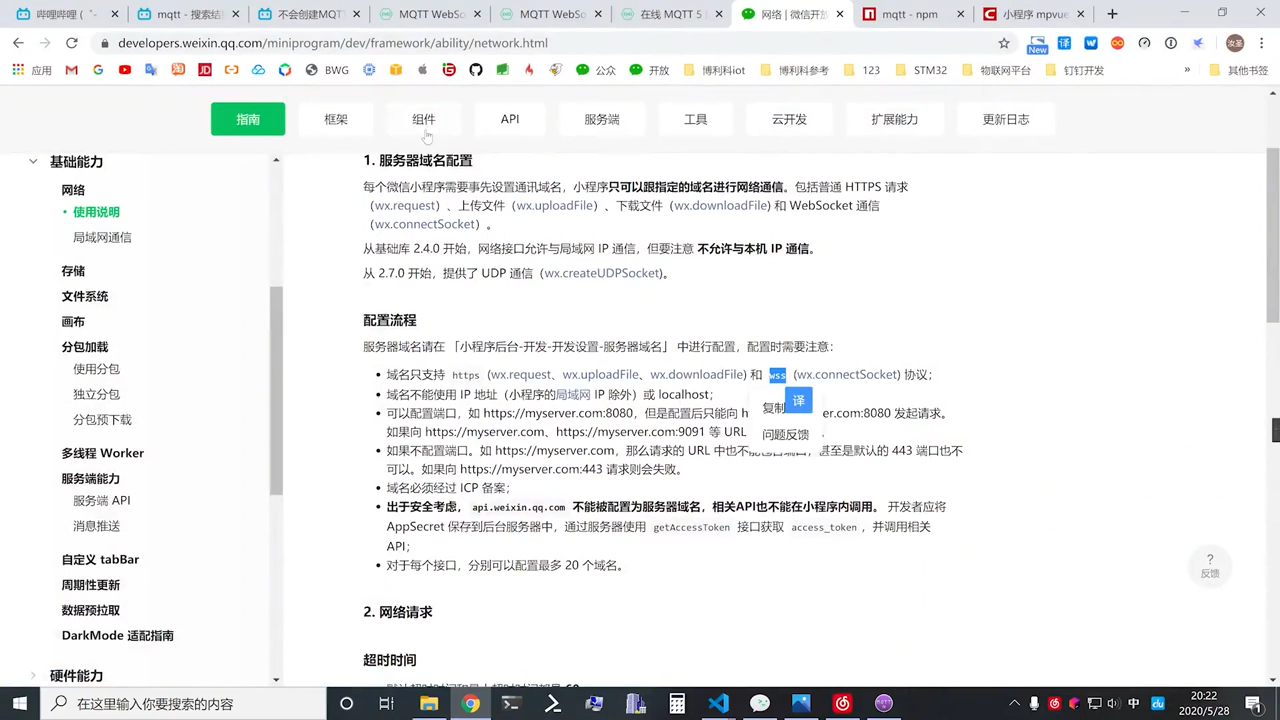 哔哩哔哩 ( ゜
mqtt - 搜索结
不会创建MQT
MQTT WebSo
MQTT WebSo
在线 MQTT 5
网络 | 微信开放
mqtt - npm
小程序 mpvue
developers.weixin.qq.com/miniprogram/dev/framework/ability/network.html
New
应用
BWG
公众
开放
博利科iot
博利科参考
123
STM32
物联网平台
钉钉开发
»
其他书签
指南
框架
组件
API
服务端
工具
云开发
扩展能力
更新日志
基础能力
网络
• 使用说明
局域网通信
存储
文件系统
画布
分包加载
使用分包
独立分包
分包预下载
多线程 Worker
服务端能力
服务端 API
消息推送
自定义 tabBar
周期性更新
数据预拉取
DarkMode 适配指南
硬件能力
1. 服务器域名配置
每个微信小程序需要事先设置通讯域名，小程序只可以跟指定的域名进行网络通信。包括普通 HTTPS 请求
（wx.request）、上传文件（wx.uploadFile）、下载文件（wx.downloadFile) 和 WebSocket 通信
（wx.connectSocket）。
从基础库 2.4.0 开始，网络接口允许与局域网 IP 通信，但要注意 不允许与本机 IP 通信。
从 2.7.0 开始，提供了 UDP 通信（wx.createUDPSocket)。
配置流程
服务器域名请在 「小程序后台-开发-开发设置-服务器域名」 中进行配置，配置时需要注意：
• 域名只支持 https (wx.request、wx.uploadFile、wx.downloadFile) 和 wss (wx.connectSocket) 协议；
• 域名不能使用 IP 地址（小程序的局域网 IP 除外）或 localhost；
• 可以配置端口，如 https://myserver.com:8080，但是配置后只能向 h er.com:8080 发起请求。
如果向 https://myserver.com、https://myserver.com:9091 等 URL
• 如果不配置端口。如 https://myserver.com，那么请求的 URL 中也不能包含端口，甚至是默认的 443 端口也不
可以。如果向 https://myserver.com:443 请求则会失败。
• 域名必须经过 ICP 备案；
• 出于安全考虑，api.weixin.qq.com 不能被配置为服务器域名，相关API也不能在小程序内调用。 开发者应将
AppSecret 保存到后台服务器中，通过服务器使用 getAccessToken 接口获取 access_token ，并调用相关
API；
• 对于每个接口，分别可以配置最多 20 个域名。
复制
译
问题反馈
2. 网络请求
超时时间
?
反馈
在这里输入你要搜索的内容
中
20:22
2020/5/28